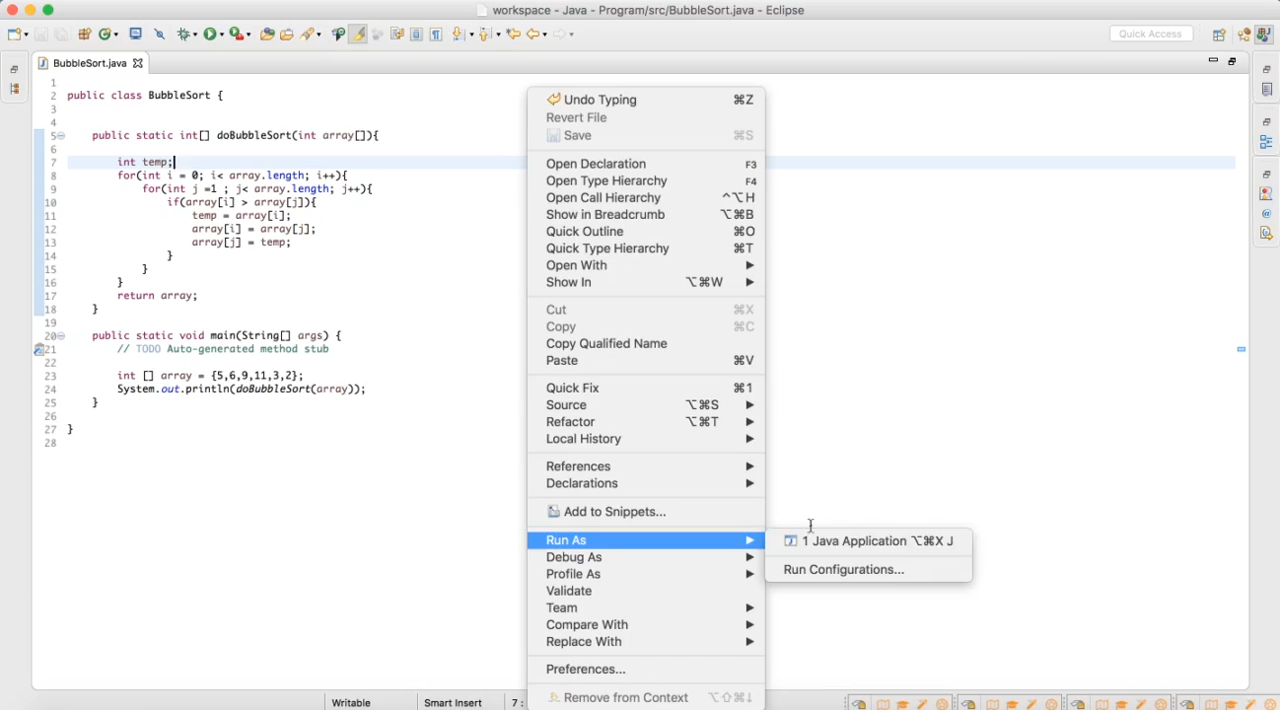 workspace - Java - Program/src/BubbleSort.java - Eclipse
Quick Access
BubbleSort.java
1
2 public class BubbleSort {
3
4
5 public static int[] doBubbleSort(int array[]){
6
7 int temp;
8 for(int i = 0; i< array.length; i++){
9 for(int j =1 ; j< array.length; j++){
10 if(array[i] > array[j]){
11 temp = array[i];
12 array[i] = array[j];
13 array[j] = temp;
14 }
15 }
16 }
17 return array;
18 }
19
20 public static void main(String[] args) {
21 // TODO Auto-generated method stub
22
23 int [] array = {5,6,9,11,3,2};
24 System.out.println(doBubbleSort(array));
25 }
26
27 }
28
Undo Typing ⌘Z
Revert File
Save ⌘S
Open Declaration F3
Open Type Hierarchy F4
Open Call Hierarchy ^⌥H
Show in Breadcrumb ⌥⌘B
Quick Outline ⌘O
Quick Type Hierarchy ⌘T
Open With
Show In ⌥⌘W
Cut ⌘X
Copy ⌘C
Copy Qualified Name
Paste ⌘V
Quick Fix ⌘1
Source ⌥⌘S
Refactor ⌥⌘T
Local History
References
Declarations
Add to Snippets...
Run As
Debug As
Profile As
Validate
Team
Compare With
Replace With
Preferences...
Remove from Context ⌥⇧⌘↓
1 Java Application ⌥⌘X J
Run Configurations...
Writable
Smart Insert
7 :